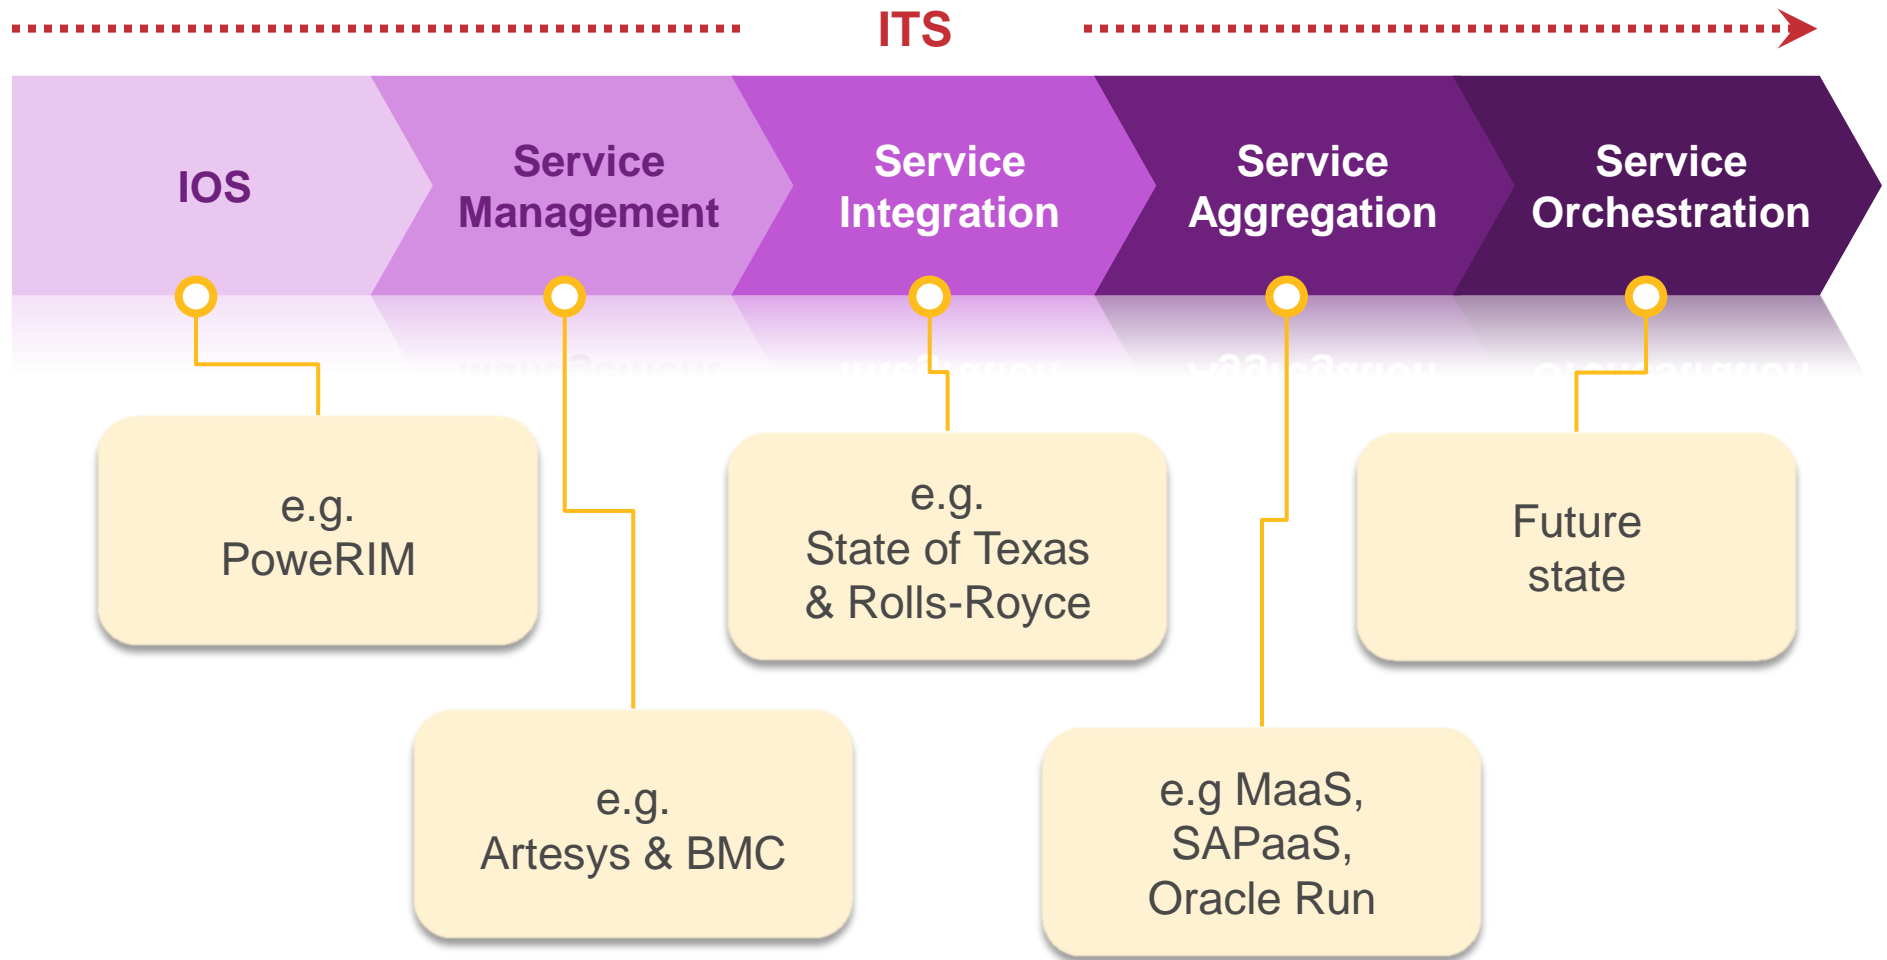 ITS
IOS
Service
Management
Service
Integration
Service
Aggregation
Service
Orchestration
e.g.
PoweRIM
e.g.
Artesys & BMC
e.g.
State of Texas
& Rolls-Royce
e.g MaaS,
SAPaaS,
Oracle Run
Future
state